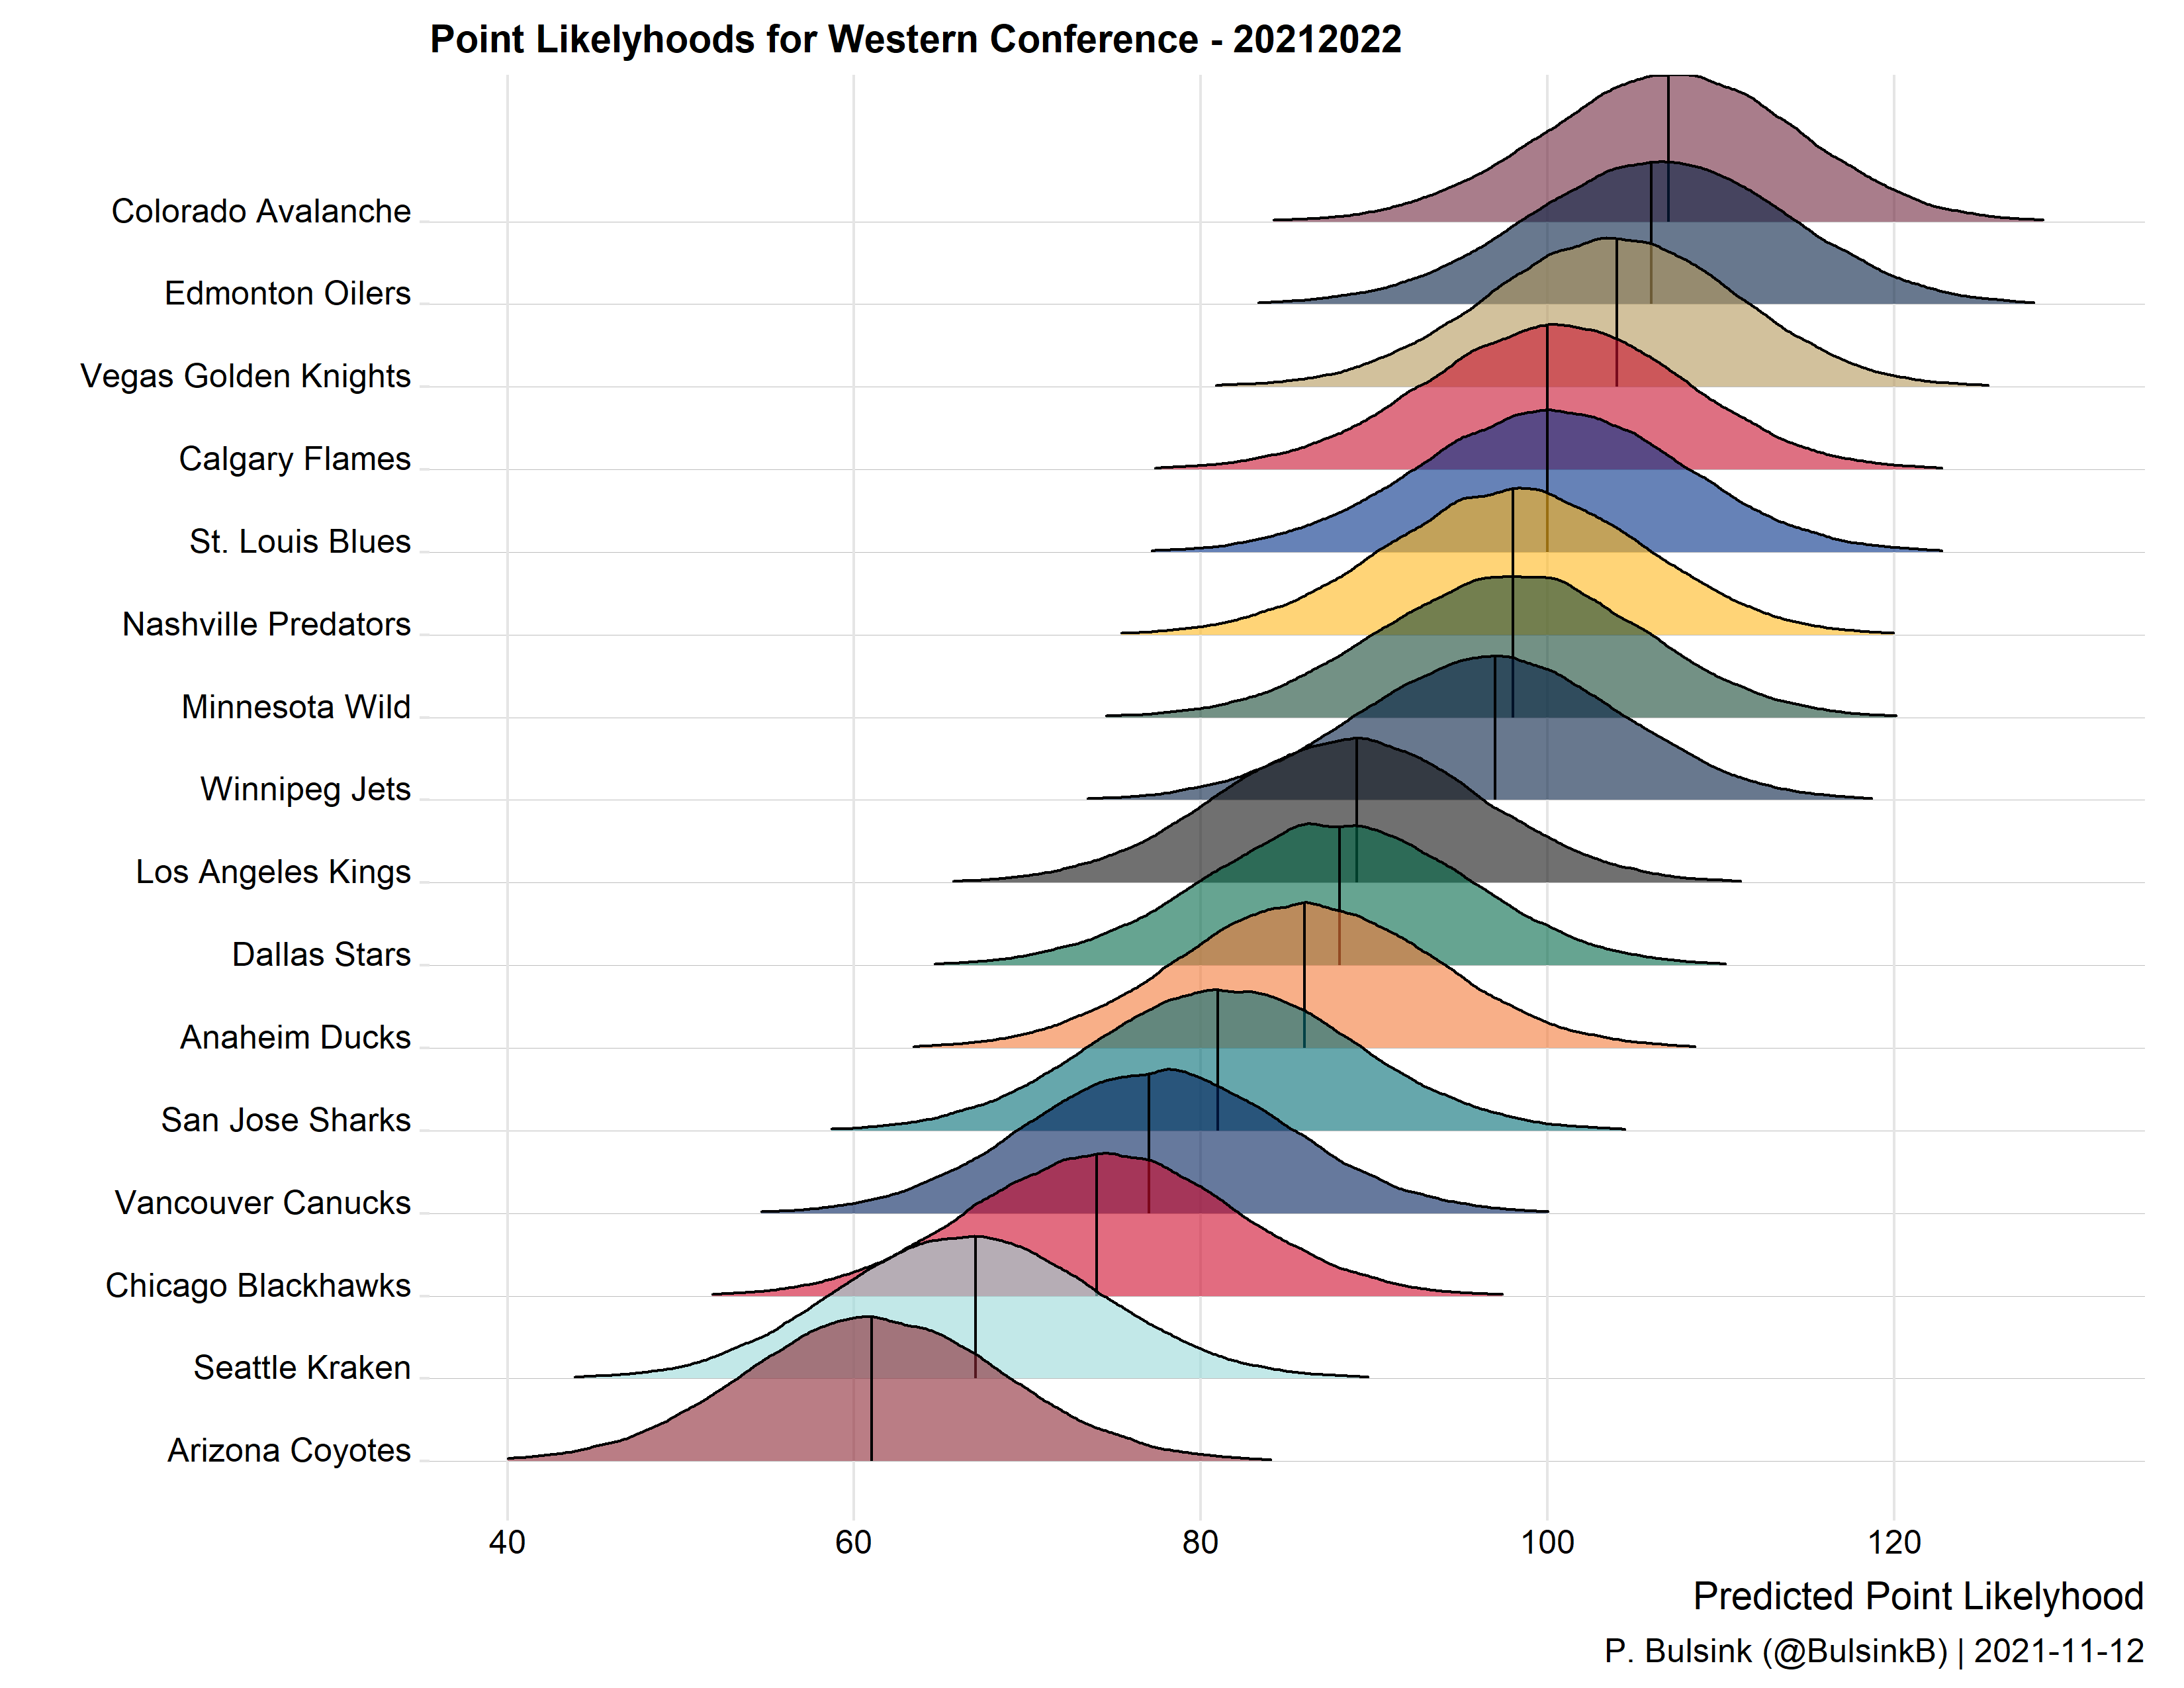 Point Likelyhoods for Western Conference - 20212022
Colorado Avalanche
Edmonton Oilers
Vegas Golden Knights
Calgary Flames
St. Louis Blues
Nashville Predators
Minnesota Wild
Winnipeg Jets
Los Angeles Kings
Dallas Stars
Anaheim Ducks
San Jose Sharks
Vancouver Canucks
Chicago Blackhawks
Seattle Kraken
Arizona Coyotes
40 60 80 100 120
Predicted Point Likelyhood
P. Bulsink (@BulsinkB) | 2021-11-12